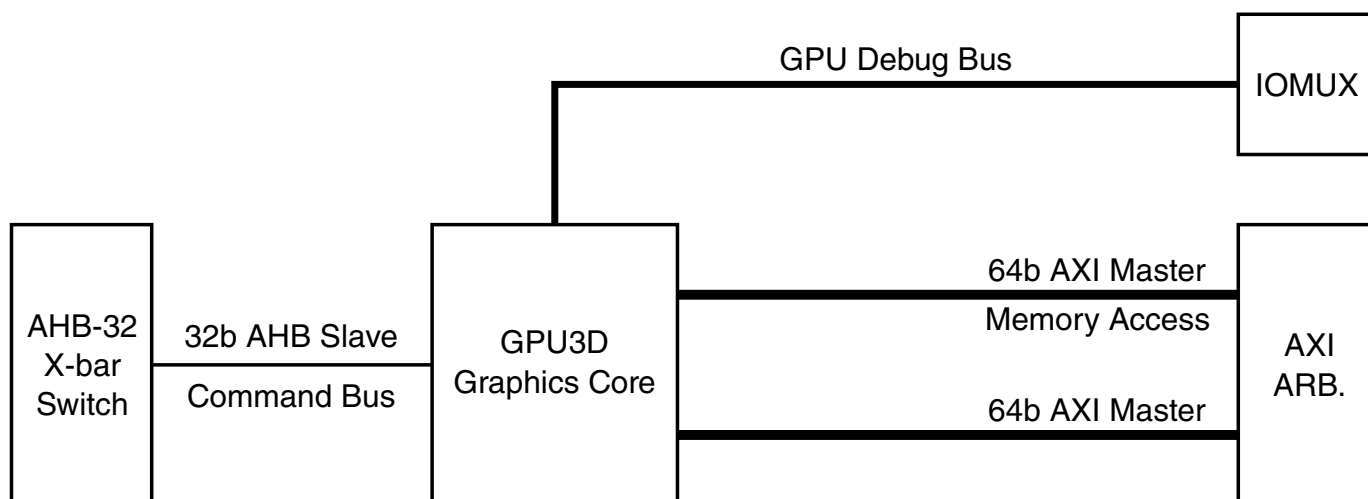 GPU Debug Bus
IOMUX
AHB-32
X-bar
Switch
32b AHB Slave
Command Bus
GPU3D
Graphics Core
64b AXI Master
Memory Access
64b AXI Master
AXI
ARB.